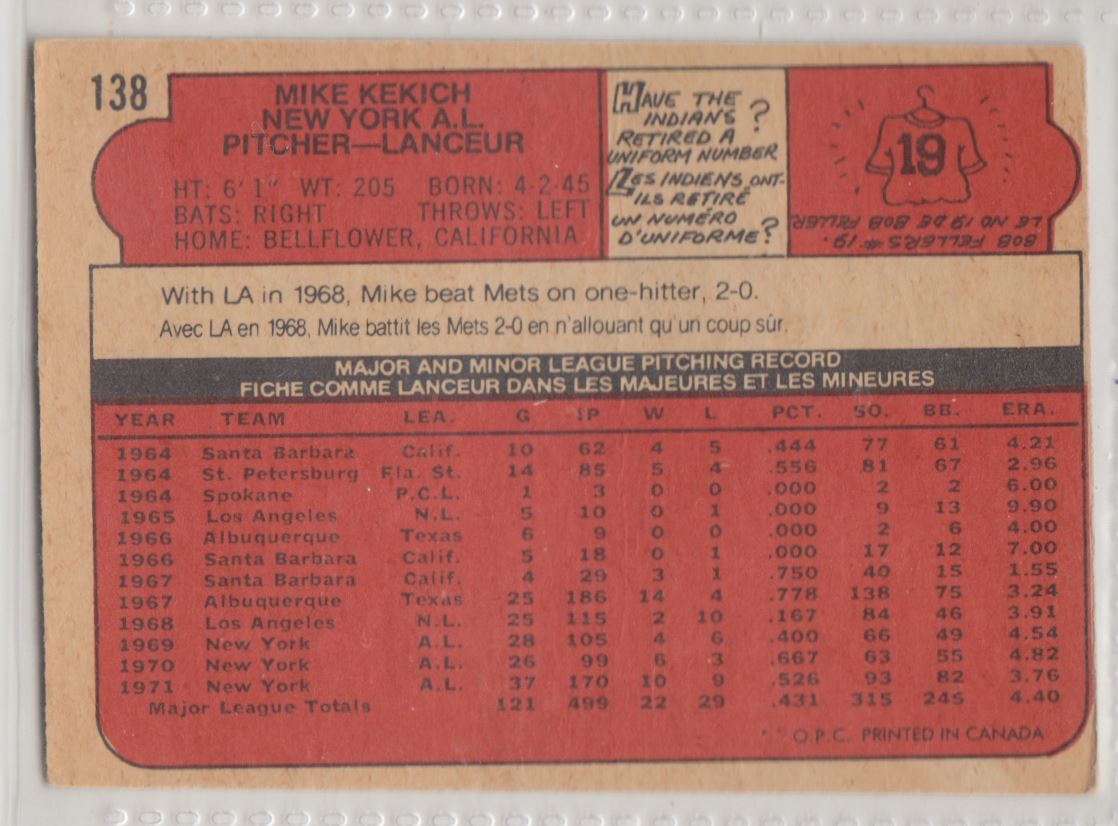 138
MIKE KEKICH
NEW YORK A.L.
PITCHER—LANCEUR
HT: 6' 1" WT: 205 BORN: 4-2-45
BATS: RIGHT THROWS: LEFT
HOME: BELLFLOWER, CALIFORNIA
HAVE THE
INDIANS
RETIRED A
UNIFORM NUMBER?
LES INDIENS ONT-
ILS RETIRÉ
UN NUMÉRO
D'UNIFORME?
19
BOB FELLERS #19.
LE NO 19 DE BOB FELLER
With LA in 1968, Mike beat Mets on one-hitter, 2-0.
Avec LA en 1968, Mike battit les Mets 2-0 en n'allouant qu'un coup sûr.
MAJOR AND MINOR LEAGUE PITCHING RECORD
FICHE COMME LANCEUR DANS LES MAJEURES ET LES MINEURES
YEAR TEAM LEA. G IP W L PCT. SO. BB. ERA.
1964 Santa Barbara Calif. 10 62 4 5 .444 77 61 4.21
1964 St. Petersburg Fla. St. 14 85 5 4 .556 81 67 2.96
1964 Spokane P.C.L. 1 3 0 0 .000 2 2 6.00
1965 Los Angeles N.L. 5 10 0 1 .000 9 13 9.90
1966 Albuquerque Texas 6 9 0 0 .000 2 6 4.00
1966 Santa Barbara Calif. 5 18 0 1 .000 17 12 7.00
1967 Santa Barbara Calif. 4 29 3 1 .750 40 15 1.55
1967 Albuquerque Texas 25 186 14 4 .778 138 75 3.24
1968 Los Angeles N.L. 25 115 2 10 .167 84 46 3.91
1969 New York A.L. 28 105 4 6 .400 66 49 4.54
1970 New York A.L. 26 99 6 3 .667 63 55 4.82
1971 New York A.L. 37 170 10 9 .526 93 82 3.76
Major League Totals 121 499 22 29 .431 315 245 4.40
O.P.C. PRINTED IN CANADA